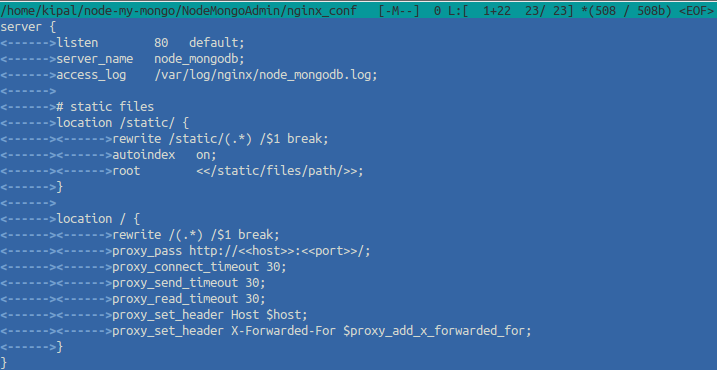 /home/kipal/node-my-mongo/NodeMongoAdmin/nginx_conf   [-M--]  0 L:[  1+22  23/ 23] *(508 / 508b) <EOF>
server {
<------>listen        80   default;
<------>server_name   node_mongodb;
<------>access_log    /var/log/nginx/node_mongodb.log;
<------>
<------># static files
<------>location /static/ {
<------><------>rewrite /static/(.*) /$1 break;
<------><------>autoindex   on;
<------><------>root        <</static/files/path/>>;
<------>}
<------>
<------>location / {
<------><------>rewrite /(.*) /$1 break;
<------><------>proxy_pass http://<<host>>:<<port>>/;
<------><------>proxy_connect_timeout 30;
<------><------>proxy_send_timeout 30;
<------><------>proxy_read_timeout 30;
<------><------>proxy_set_header Host $host;
<------><------>proxy_set_header X-Forwarded-For $proxy_add_x_forwarded_for;
<------>}
}